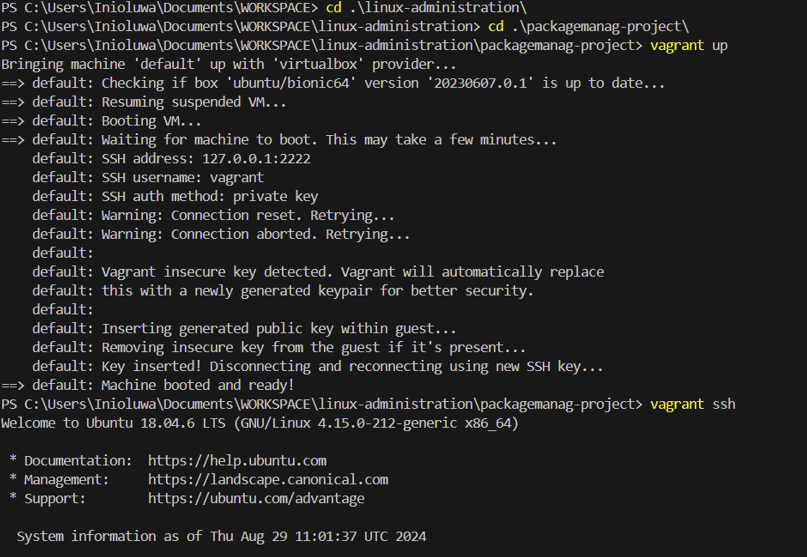 PS C:\Users\Inioluwa\Documents\WORKSPACE> cd .\linux-administration\
PS C:\Users\Inioluwa\Documents\WORKSPACE\linux-administration> cd .\packagemanag-project\
PS C:\Users\Inioluwa\Documents\WORKSPACE\linux-administration\packagemanag-project> vagrant up
Bringing machine 'default' up with 'virtualbox' provider...
==> default: Checking if box 'ubuntu/bionic64' version '20230607.0.1' is up to date...
==> default: Resuming suspended VM...
==> default: Booting VM...
==> default: Waiting for machine to boot. This may take a few minutes...
    default: SSH address: 127.0.0.1:2222
    default: SSH username: vagrant
    default: SSH auth method: private key
    default: Warning: Connection reset. Retrying...
    default: Warning: Connection aborted. Retrying...
    default:
    default: Vagrant insecure key detected. Vagrant will automatically replace
    default: this with a newly generated keypair for better security.
    default:
    default: Inserting generated public key within guest...
    default: Removing insecure key from the guest if it's present...
    default: Key inserted! Disconnecting and reconnecting using new SSH key...
==> default: Machine booted and ready!
PS C:\Users\Inioluwa\Documents\WORKSPACE\linux-administration\packagemanag-project> vagrant ssh
Welcome to Ubuntu 18.04.6 LTS (GNU/Linux 4.15.0-212-generic x86_64)

 * Documentation:  https://help.ubuntu.com
 * Management:     https://landscape.canonical.com
 * Support:        https://ubuntu.com/advantage

  System information as of Thu Aug 29 11:01:37 UTC 2024